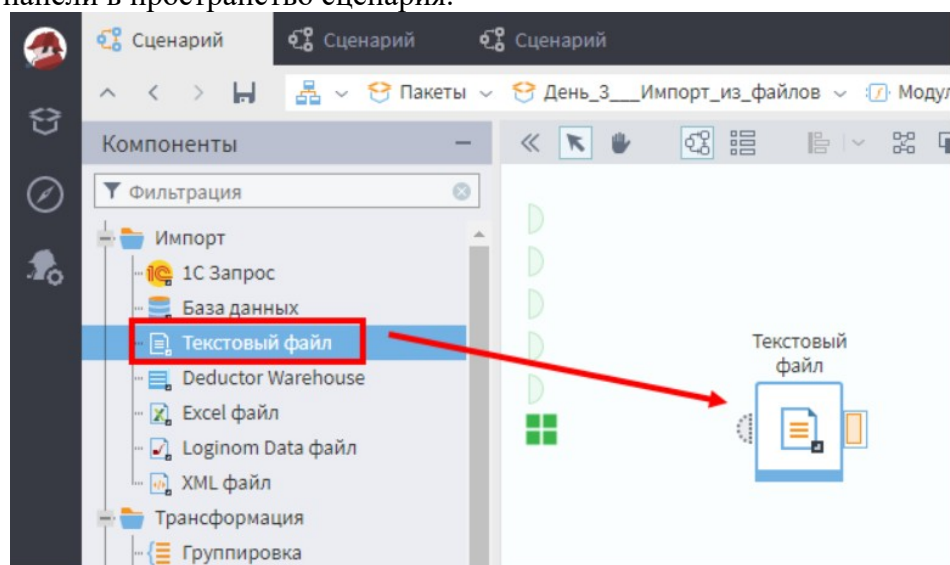 панели в пространство сценария.
Сценарий Сценарий Сценарий
Пакеты День_3___Импорт_из_файлов
Компоненты
Фильтрация
Импорт
1С Запрос
База данных
Текстовый файл
Deductor Warehouse
Excel файл
Loginom Data файл
XML файл
Трансформация
Группировка
Текстовый
файл